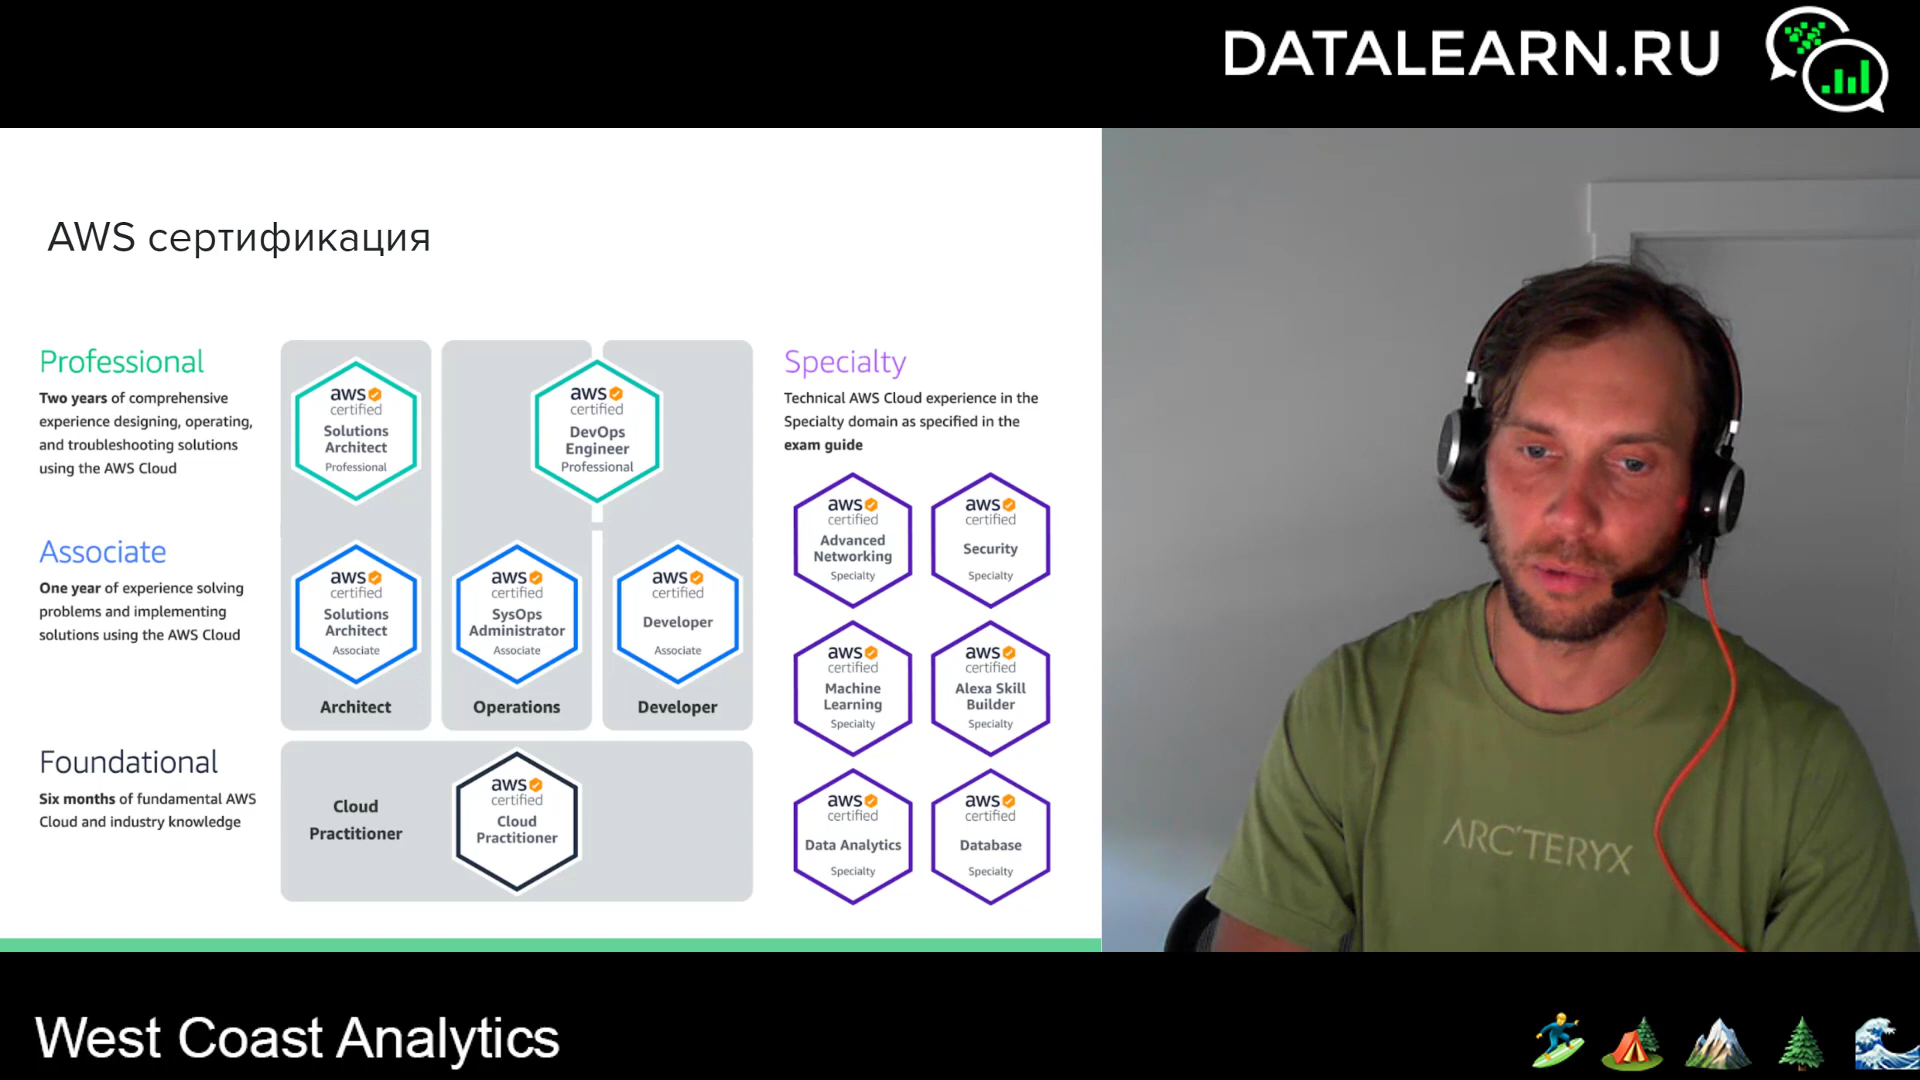 DATALEARN.RU
AWS сертификация
Professional
Two years of comprehensive
experience designing, operating,
and troubleshooting solutions
using the AWS Cloud
aws
certified
Solutions
Architect
Professional
aws
certified
DevOps
Engineer
Professional
Associate
One year of experience solving
problems and implementing
solutions using the AWS Cloud
aws
certified
Solutions
Architect
Associate
aws
certified
SysOps
Administrator
Associate
aws
certified
Developer
Associate
Architect
Operations
Developer
Foundational
Six months of fundamental AWS
Cloud and industry knowledge
Cloud
Practitioner
aws
certified
Cloud
Practitioner
Specialty
Technical AWS Cloud experience in the
Specialty domain as specified in the
exam guide
aws
certified
Advanced
Networking
Specialty
aws
certified
Security
Specialty
aws
certified
Machine
Learning
Specialty
aws
certified
Alexa Skill
Builder
Specialty
aws
certified
Data Analytics
Specialty
aws
certified
Database
Specialty
ARC'TERYX
West Coast Analytics